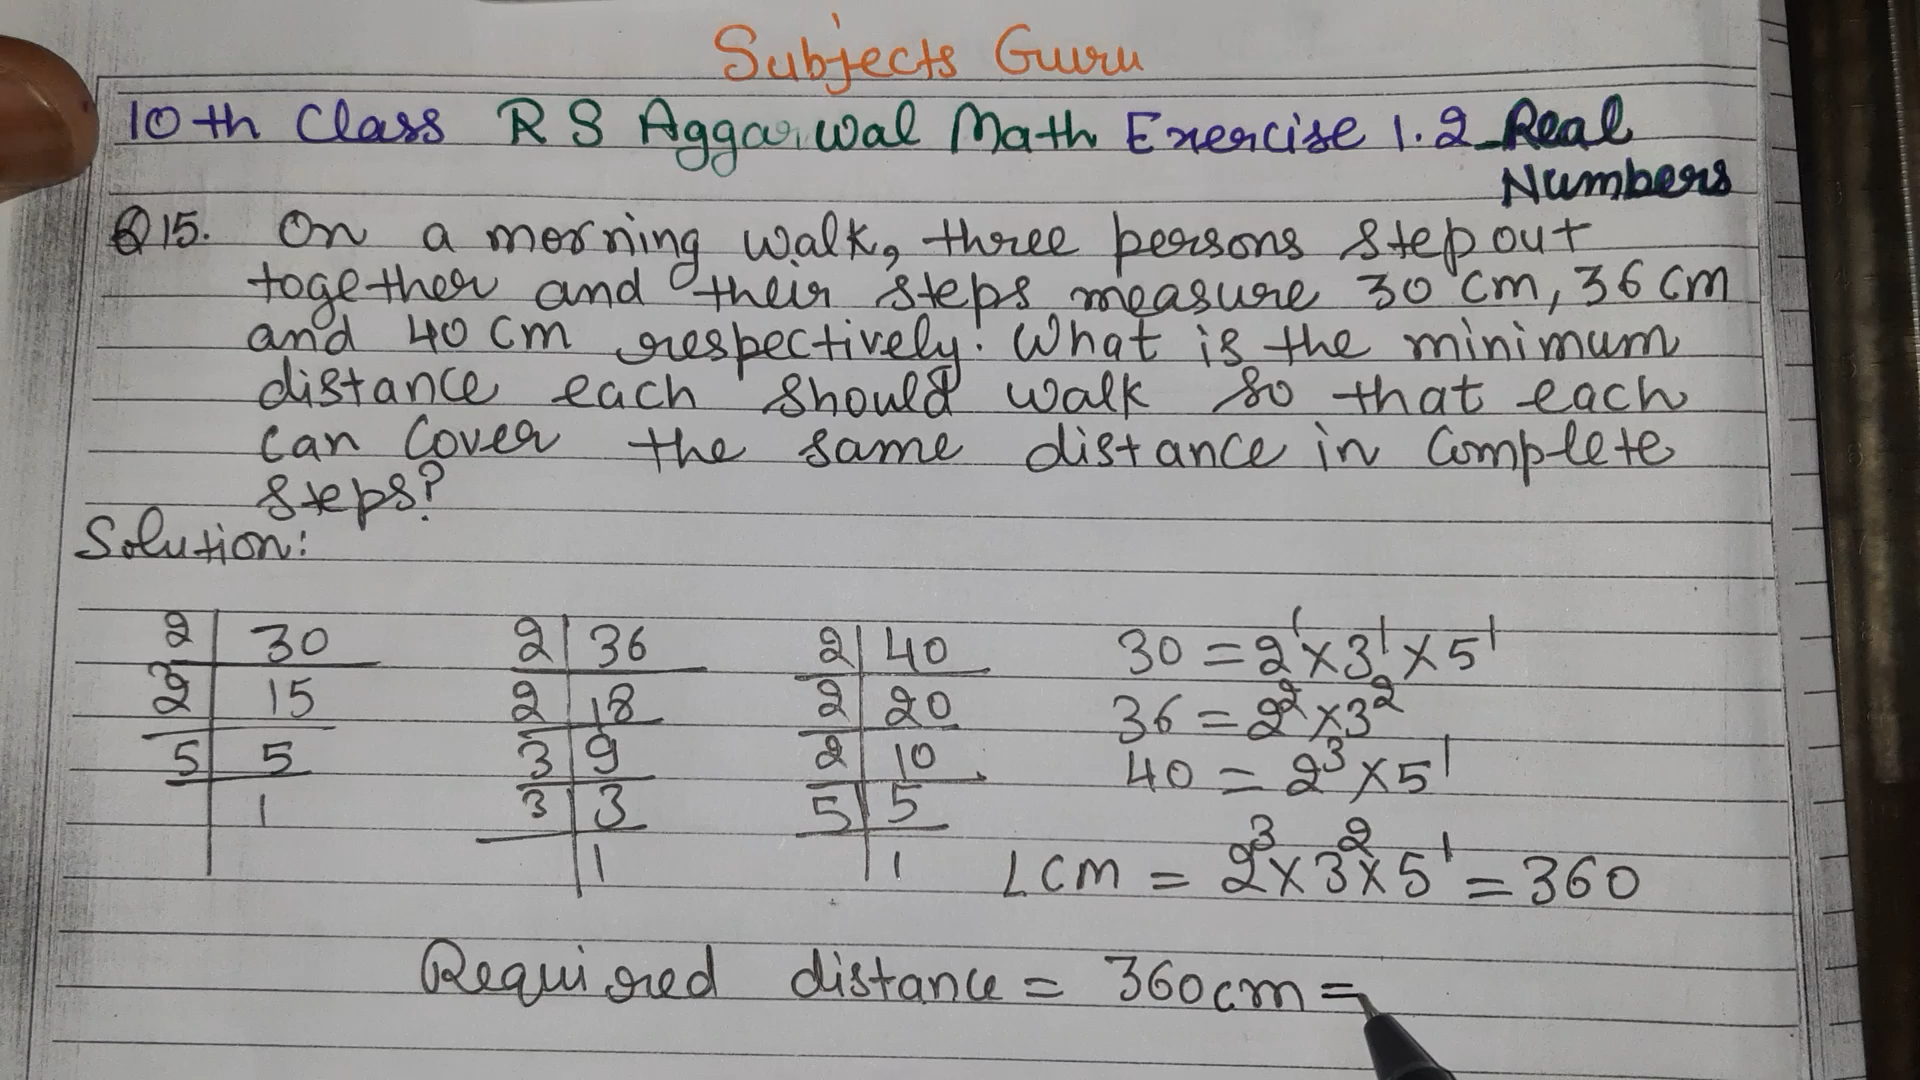 Subjects Guru
10th Class R S Aggarwal Math Exercise 1.2 Real
Numbers
Q15. On a morning walk, three persons step out
together and their steps measure 30 cm, 36 cm
and 40 cm respectively. What is the minimum
distance each should walk so that each
can cover the same distance in complete
steps?
Solution:
2 | 30
3 | 15
5 | 5
1
2 | 36
2 | 18
3 | 9
3 | 3
1
2 | 40
2 | 20
2 | 10
5 | 5
1
30 = 2¹ × 3¹ × 5¹
36 = 2² × 3²
40 = 2³ × 5¹
LCM = 2³ × 3² × 5¹ = 360
Required distance = 360 cm =